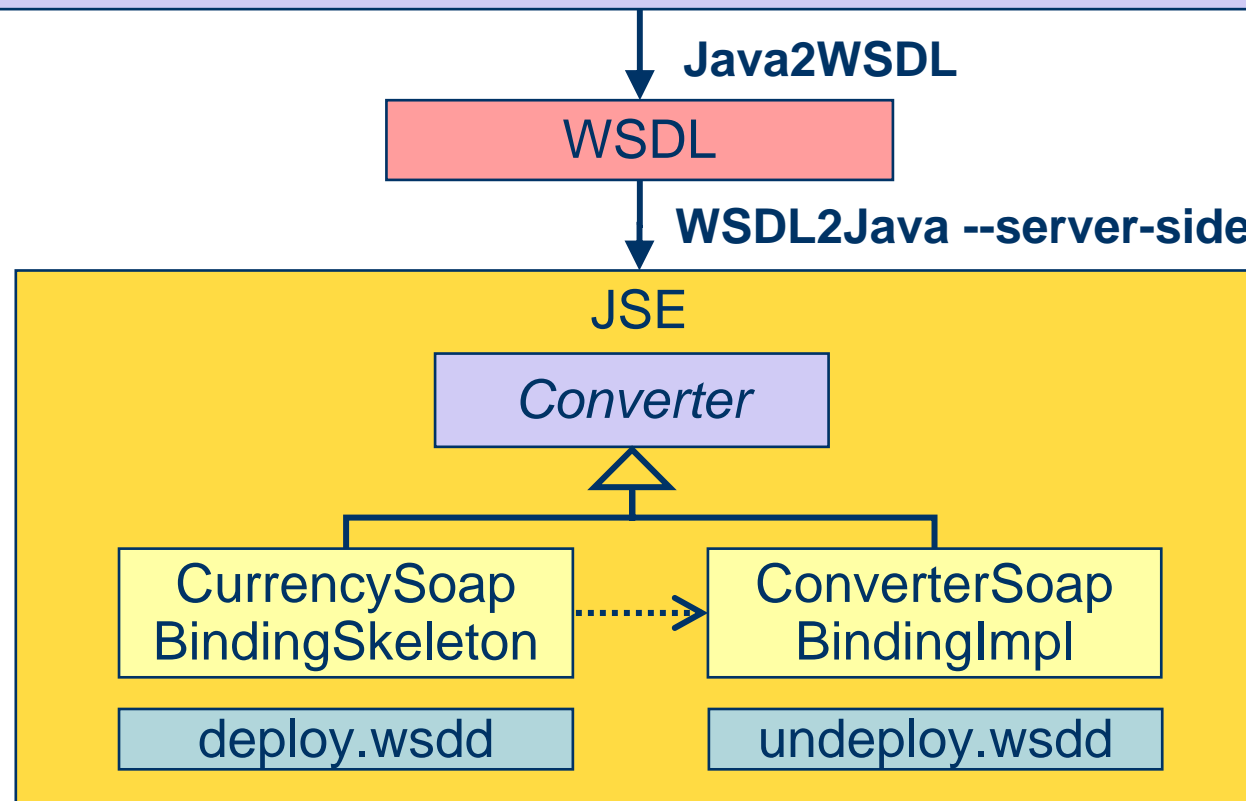 Java2WSDL
WSDL
WSDL2Java --server-side
JSE
Converter
CurrencySoap
BindingSkeleton
ConverterSoap
BindingImpl
deploy.wsdd
undeploy.wsdd